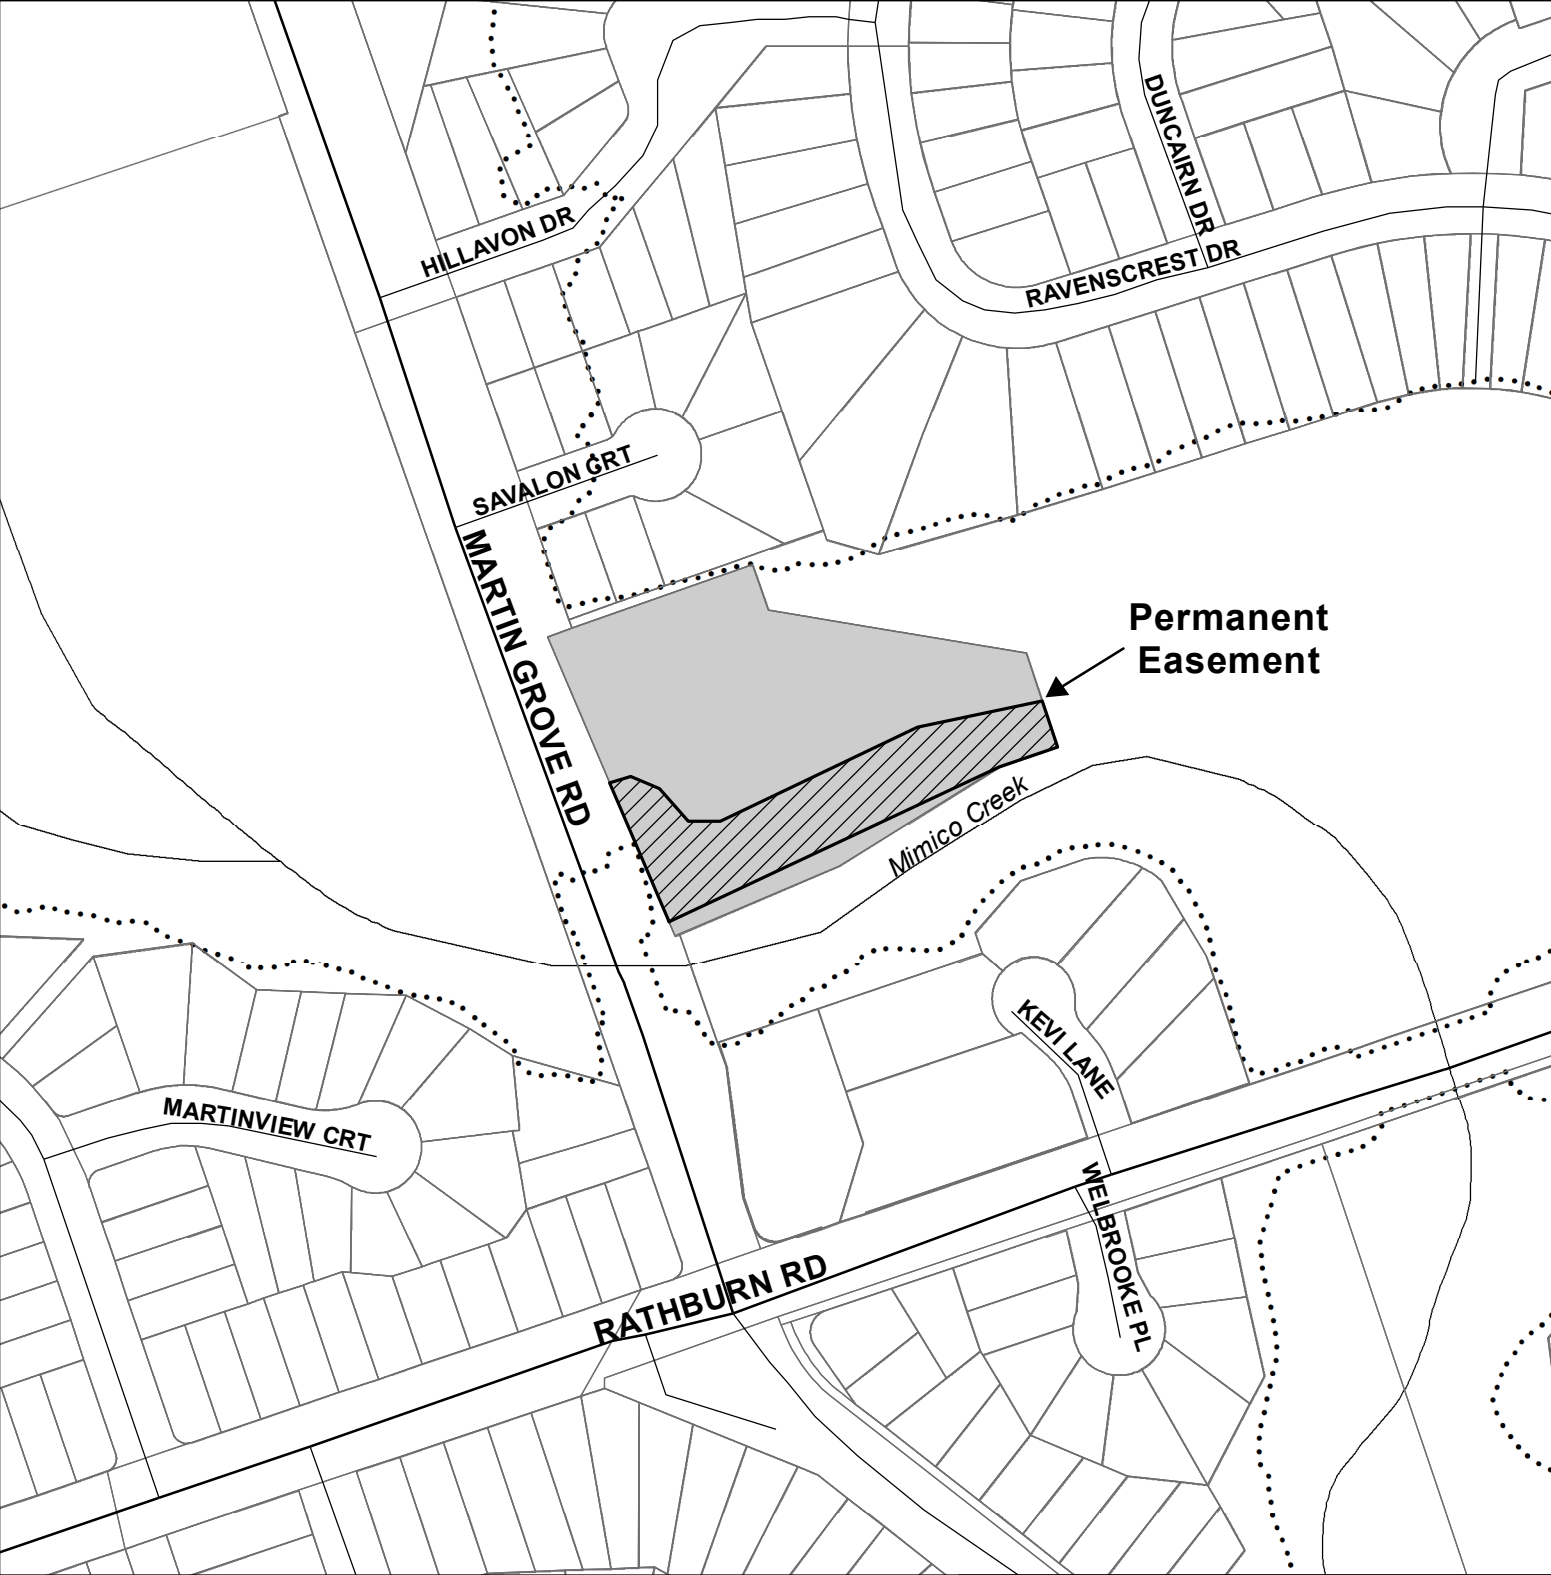 DUNCAIRN DR
HILLAVON DR
RAVENSCREST DR
SAVALON CRT
MARTIN GROVE RD
Permanent
Easement
Mimico Creek
KEVI LANE
MARTINVIEW CRT
WELBROOKE PL
RATHBURN RD